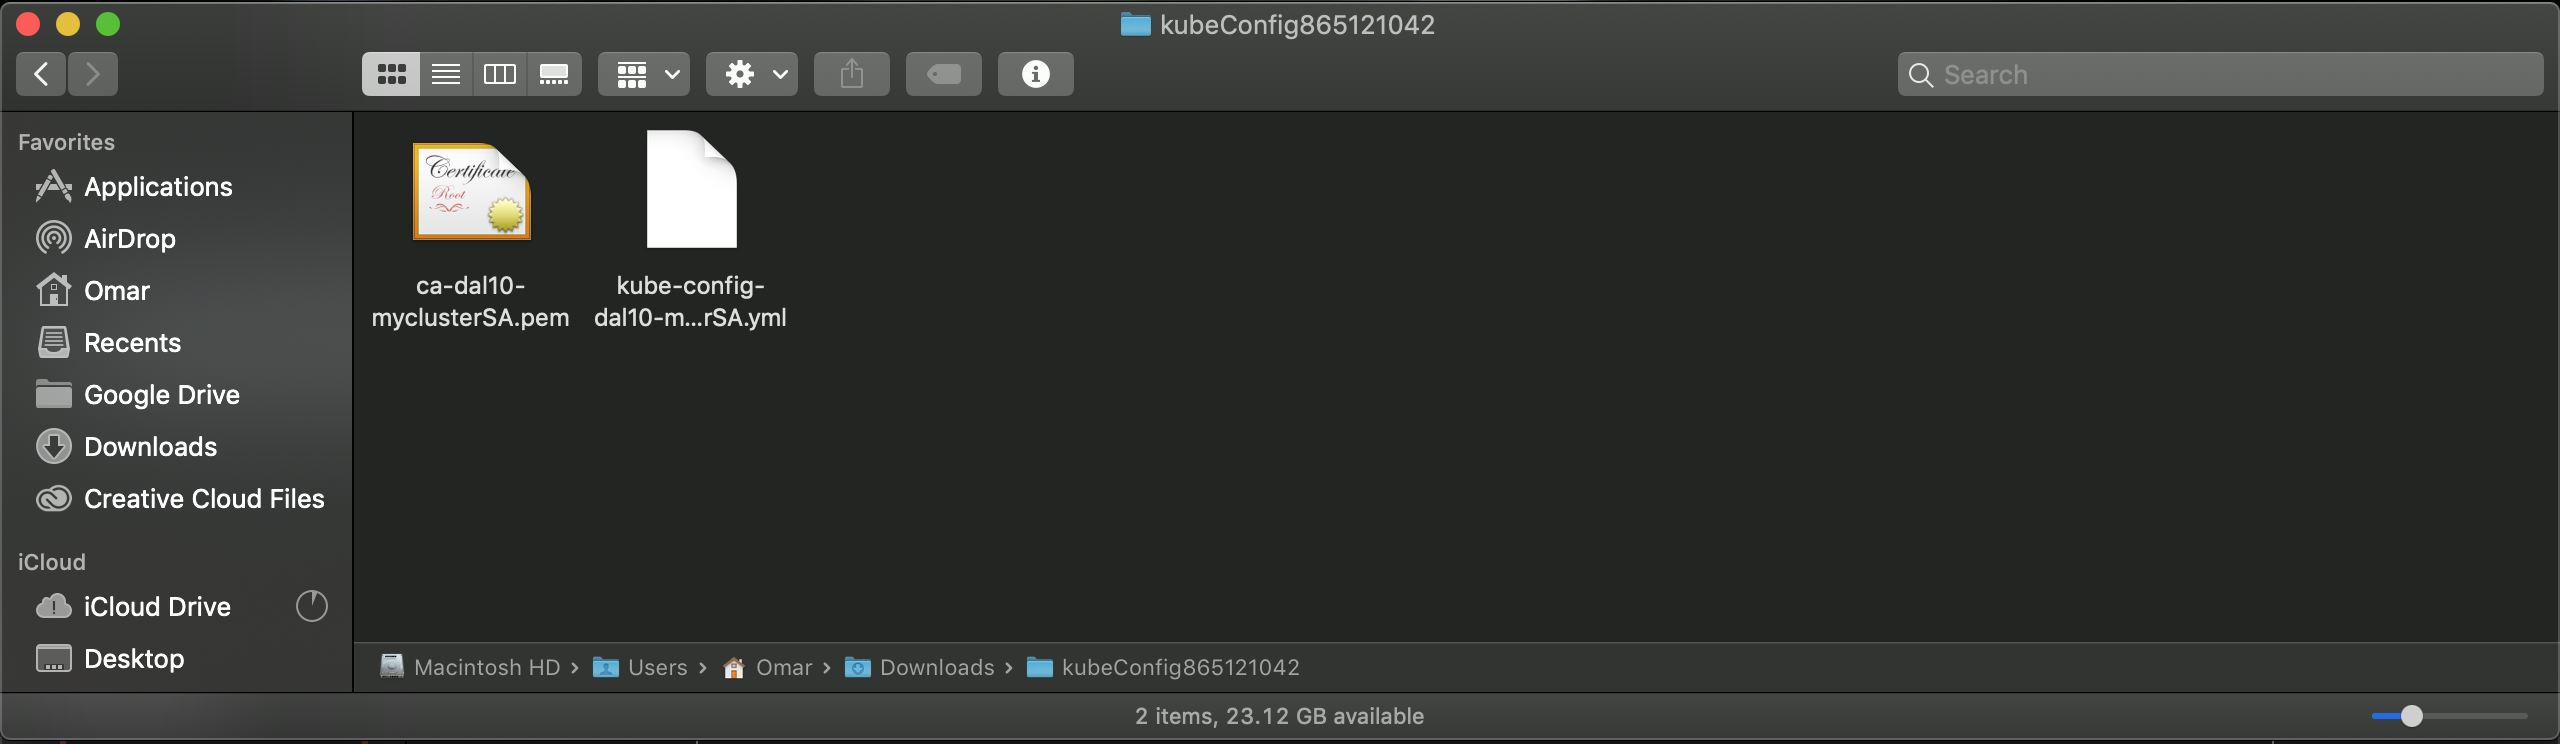 kubeConfig865121042
Search
Favorites
Applications
AirDrop
Omar
Recents
Google Drive
Downloads
Creative Cloud Files
iCloud
iCloud Drive
Desktop
Certificate
Root
ca-dal10-
myclusterSA.pem
kube-config-
dal10-m...rSA.yml
Macintosh HD › Users › Omar › Downloads › kubeConfig865121042
2 items, 23.12 GB available